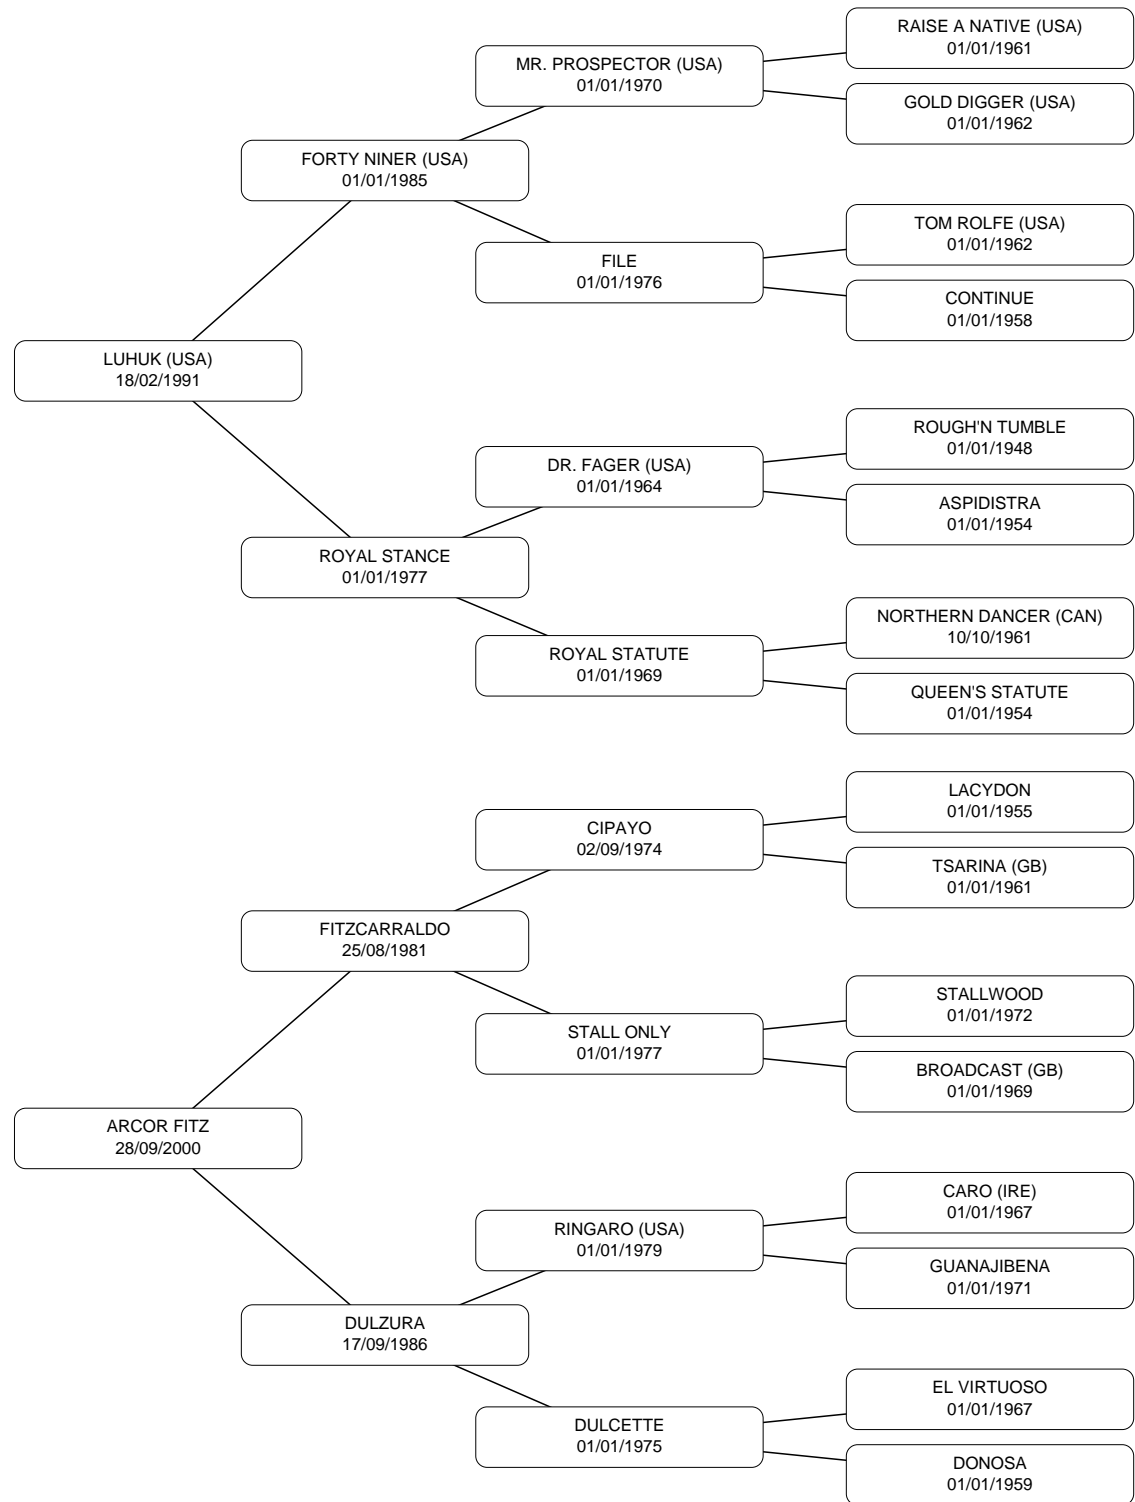 RAISE A NATIVE (USA)
01/01/1961
MR. PROSPECTOR (USA)
01/01/1970
GOLD DIGGER (USA)
01/01/1962
FORTY NINER (USA)
01/01/1985
TOM ROLFE (USA)
01/01/1962
FILE
01/01/1976
CONTINUE
01/01/1958
LUHUK (USA)
18/02/1991
ROUGH'N TUMBLE
01/01/1948
DR. FAGER (USA)
01/01/1964
ASPIDISTRA
01/01/1954
ROYAL STANCE
01/01/1977
NORTHERN DANCER (CAN)
10/10/1961
ROYAL STATUTE
01/01/1969
QUEEN'S STATUTE
01/01/1954
LACYDON
01/01/1955
CIPAYO
02/09/1974
TSARINA (GB)
01/01/1961
FITZCARRALDO
25/08/1981
STALLWOOD
01/01/1972
STALL ONLY
01/01/1977
BROADCAST (GB)
01/01/1969
ARCOR FITZ
28/09/2000
CARO (IRE)
01/01/1967
RINGARO (USA)
01/01/1979
GUANAJIBENA
01/01/1971
DULZURA
17/09/1986
EL VIRTUOSO
01/01/1967
DULCETTE
01/01/1975
DONOSA
01/01/1959